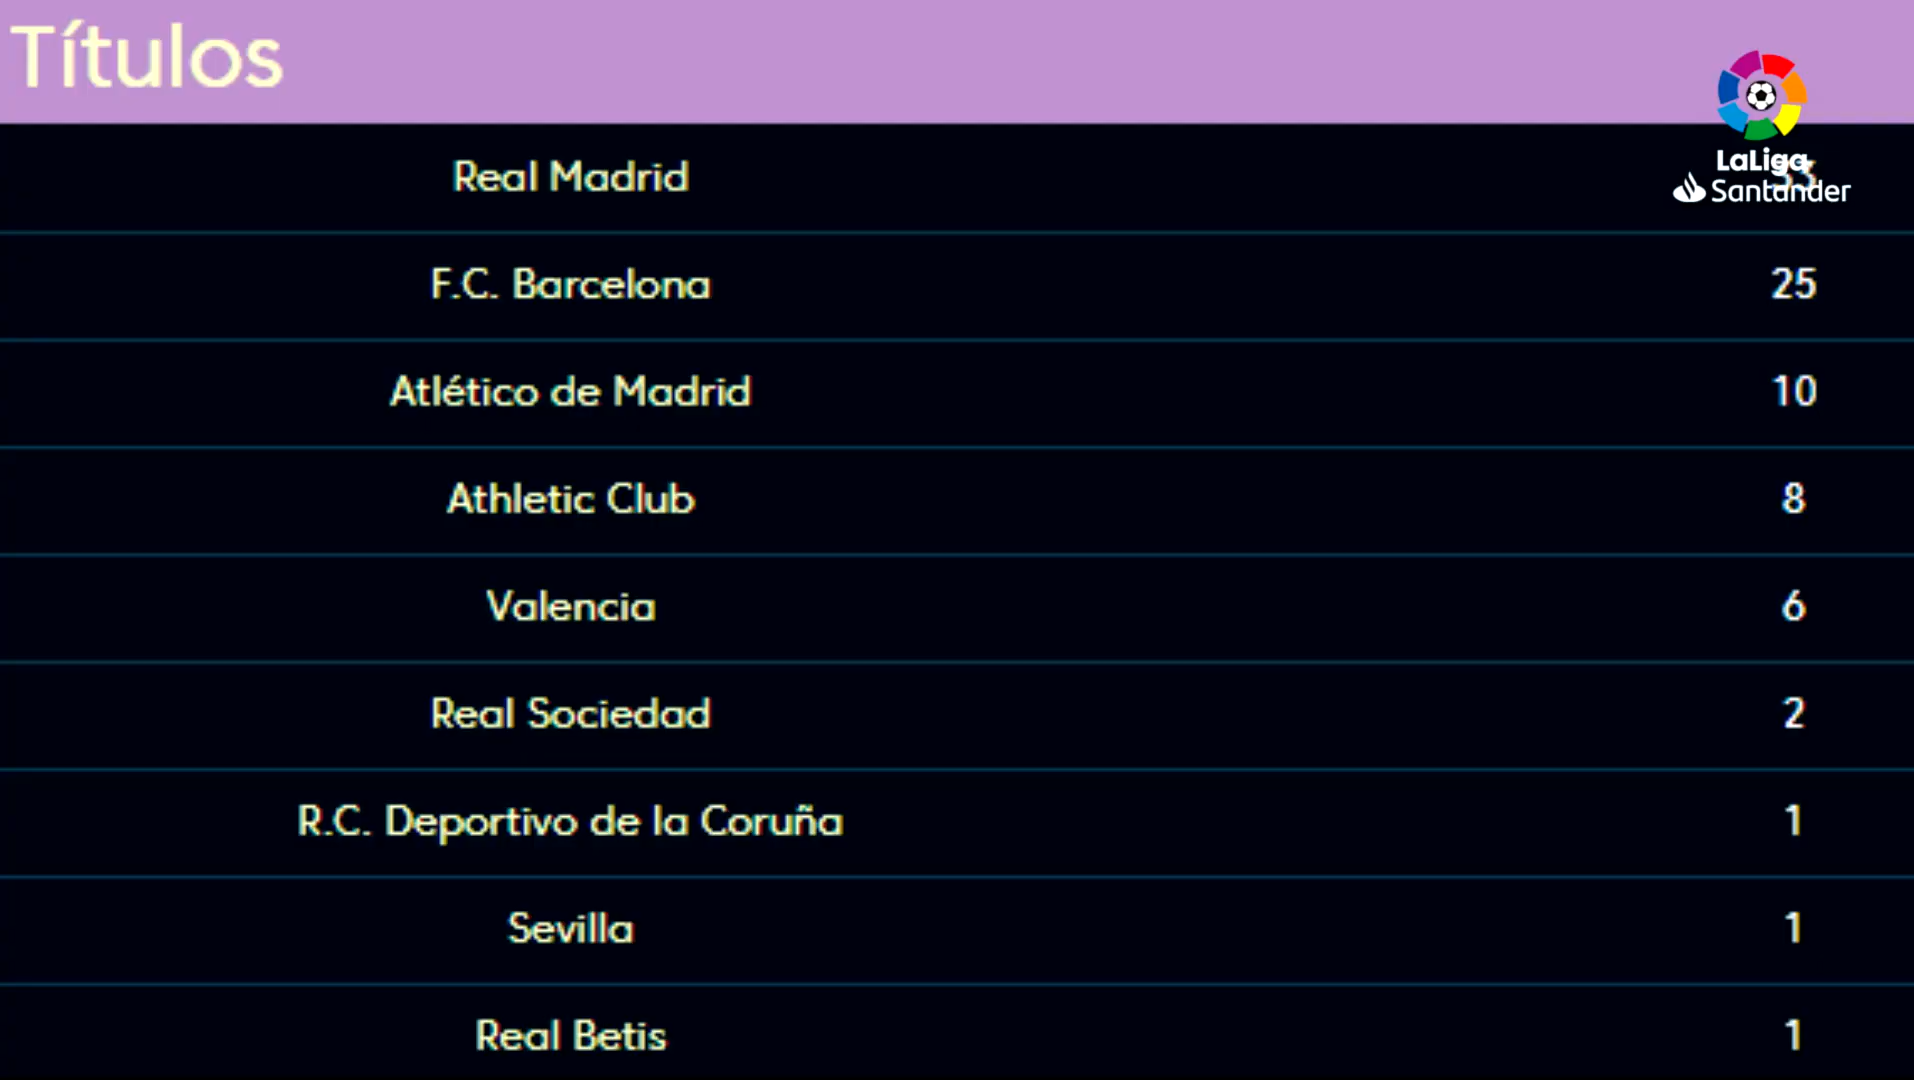 Títulos
LaLiga
Santander
Real Madrid 33
F.C. Barcelona 25
Atlético de Madrid 10
Athletic Club 8
Valencia 6
Real Sociedad 2
R.C. Deportivo de la Coruña 1
Sevilla 1
Real Betis 1